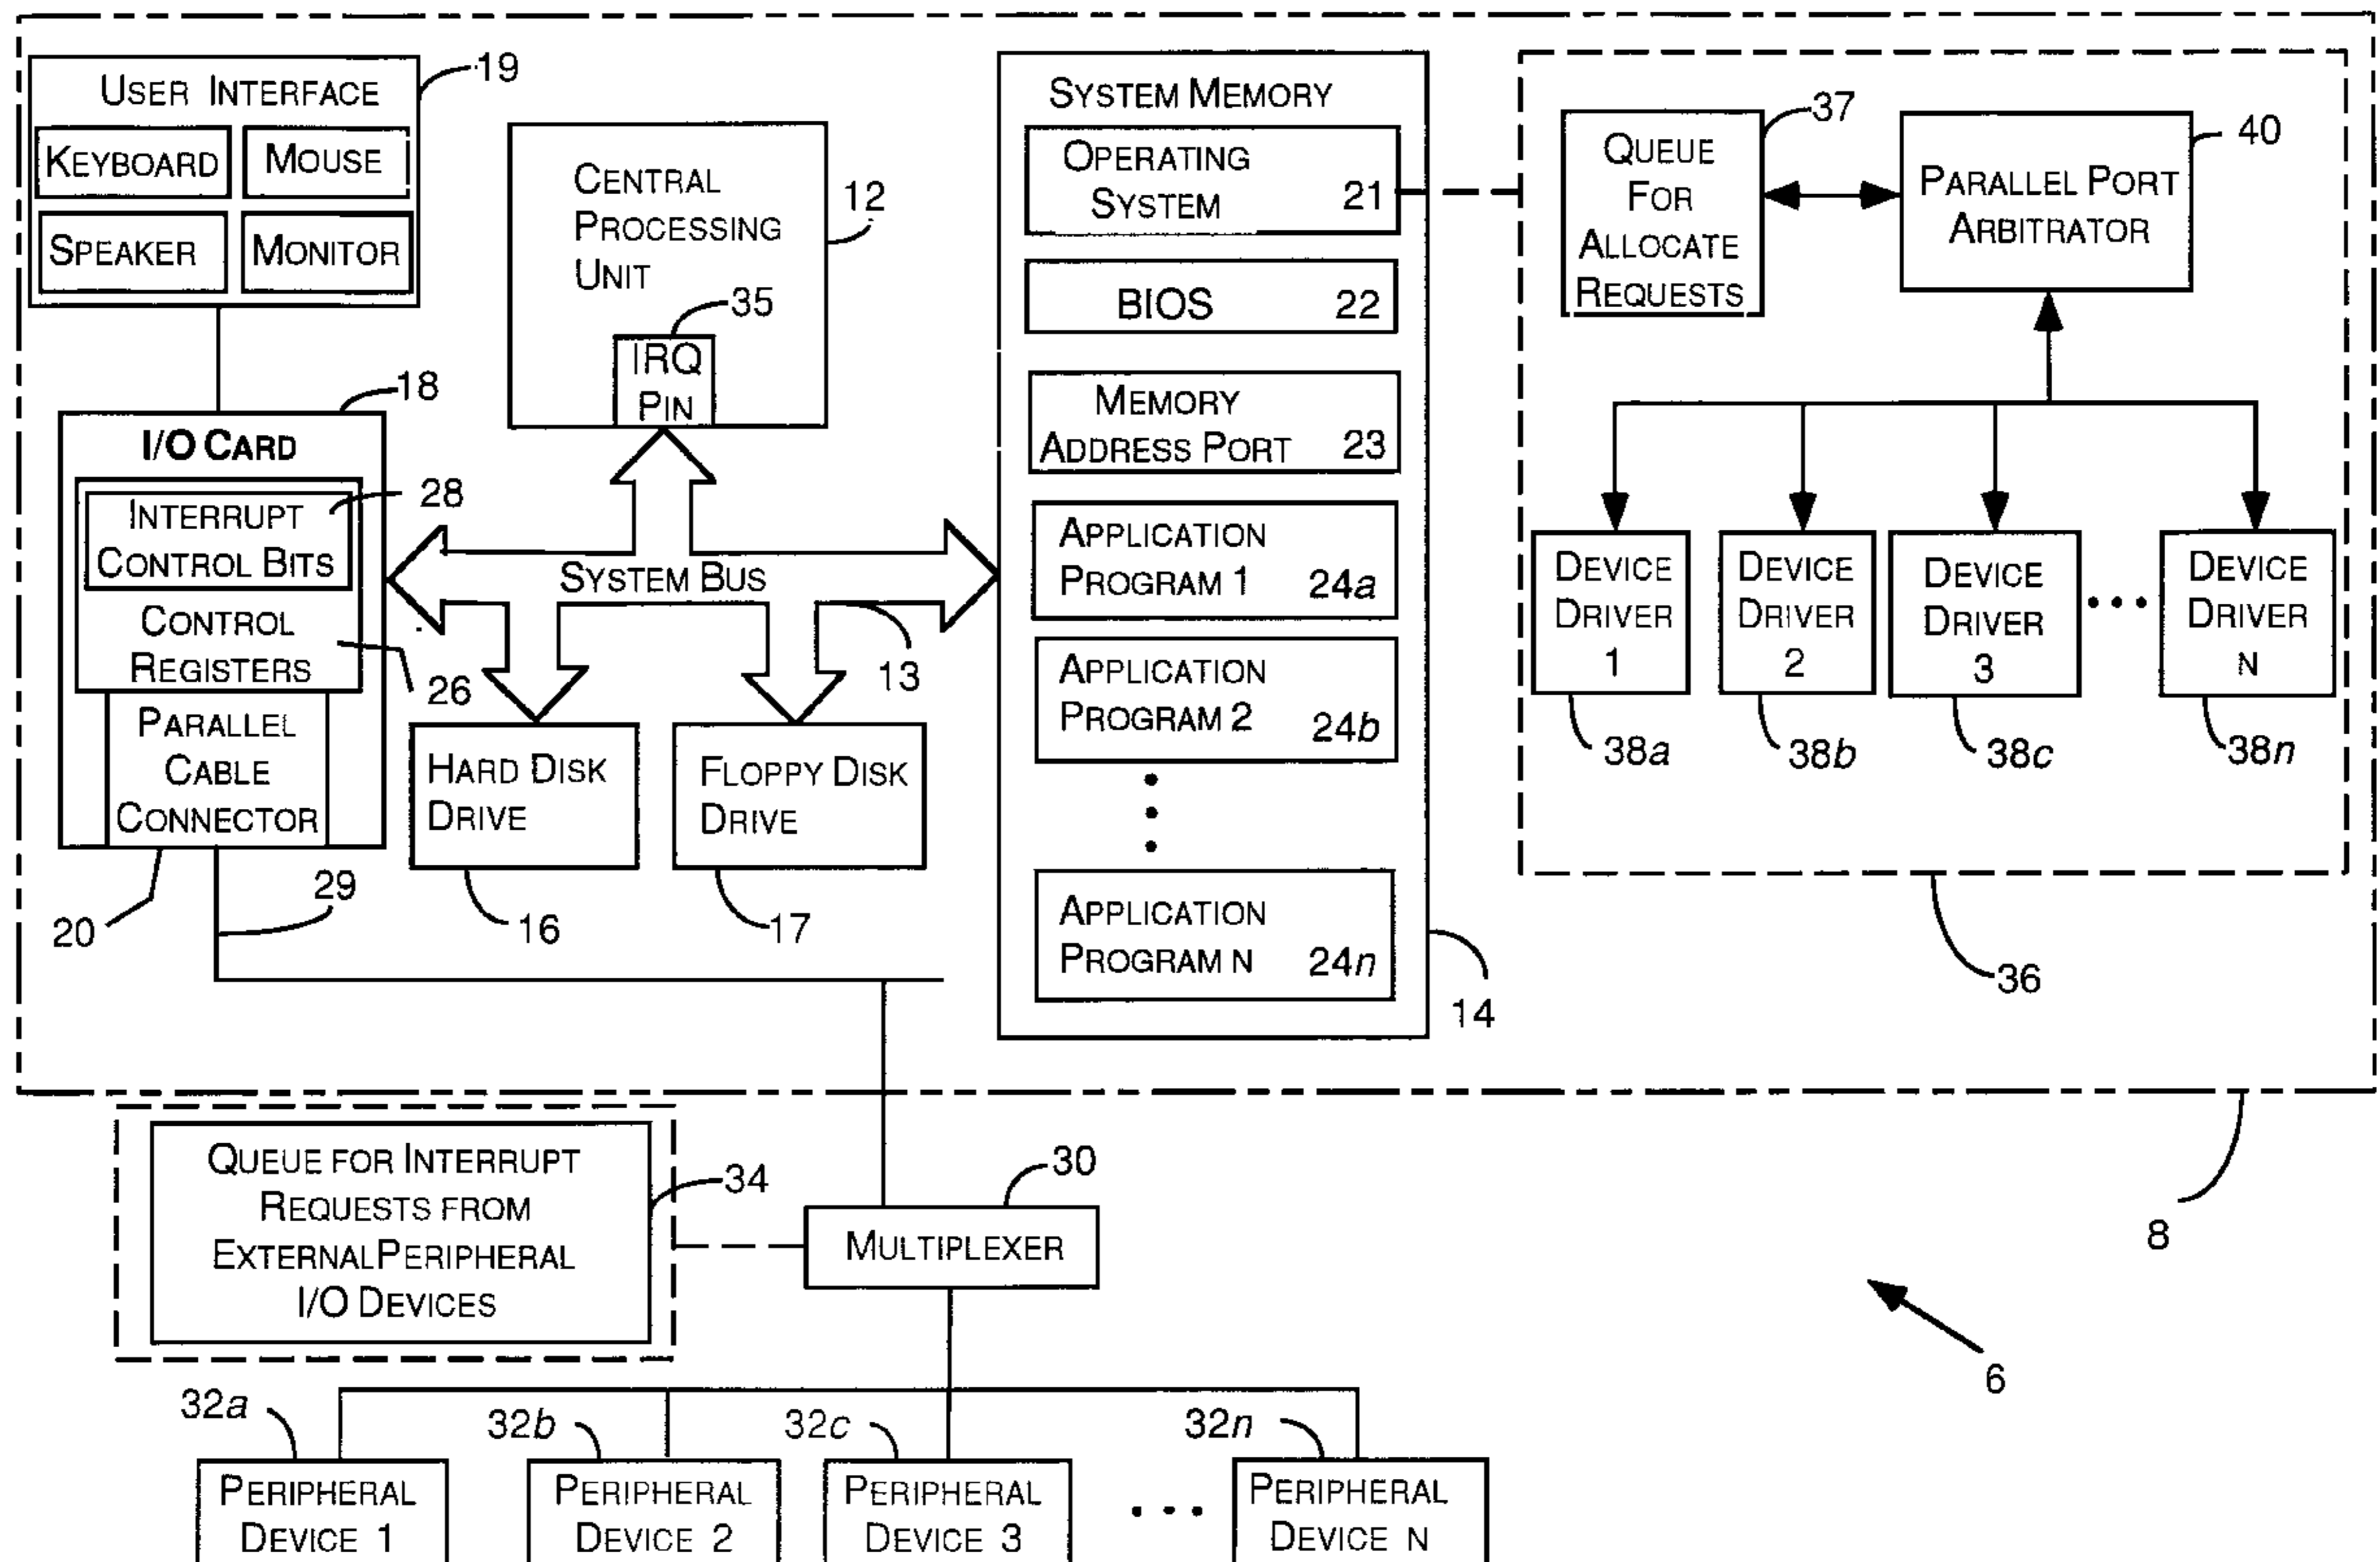 USER INTERFACE
19
KEYBOARD
MOUSE
SPEAKER
MONITOR
CENTRAL
PROCESSING
UNIT
12
35
IRQ
PIN
18
I/O CARD
INTERRUPT
CONTROL BITS
28
CONTROL
REGISTERS
26
PARALLEL
CABLE
CONNECTOR
20
29
SYSTEM BUS
13
HARD DISK
DRIVE
16
FLOPPY DISK
DRIVE
17
SYSTEM MEMORY
OPERATING
SYSTEM 21
BIOS 22
MEMORY
ADDRESS PORT 23
APPLICATION
PROGRAM 1 24a
APPLICATION
PROGRAM 2 24b
APPLICATION
PROGRAM N 24n
14
QUEUE
FOR
ALLOCATE
REQUESTS
37
PARALLEL PORT
ARBITRATOR
40
DEVICE
DRIVER
1
38a
DEVICE
DRIVER
2
38b
DEVICE
DRIVER
3
38c
• • •
DEVICE
DRIVER
N
38n
36
8
QUEUE FOR INTERRUPT
REQUESTS FROM
EXTERNAL PERIPHERAL
I/O DEVICES
34
30
MULTIPLEXER
6
32a
PERIPHERAL
DEVICE 1
32b
PERIPHERAL
DEVICE 2
32c
PERIPHERAL
DEVICE 3
• • •
32n
PERIPHERAL
DEVICE N